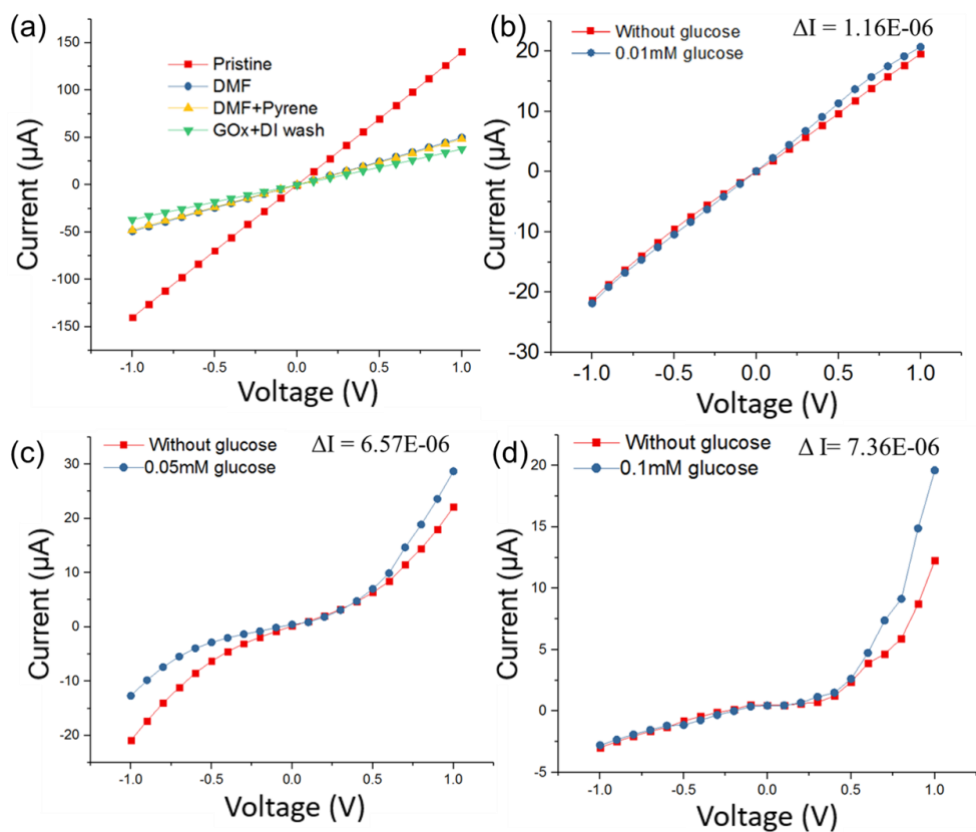 (a)
Pristine
DMF
DMF+Pyrene
GOx+DI wash
150
100
50
0
-50
-100
-150
Current (µA)
-1.0 -0.5 0.0 0.5 1.0
Voltage (V)
(b)
Without glucose
0.01mM glucose
ΔI = 1.16E-06
20
10
0
-10
-20
-30
Current (µA)
-1.0 -0.5 0.0 0.5 1.0
Voltage (V)
(c)
Without glucose
0.05mM glucose
ΔI = 6.57E-06
30
20
10
0
-10
-20
Current (µA)
-1.0 -0.5 0.0 0.5 1.0
Voltage (V)
(d)
Without glucose
0.1mM glucose
Δ I= 7.36E-06
20
15
10
5
0
-5
Current (µA)
-1.0 -0.5 0.0 0.5 1.0
Voltage (V)